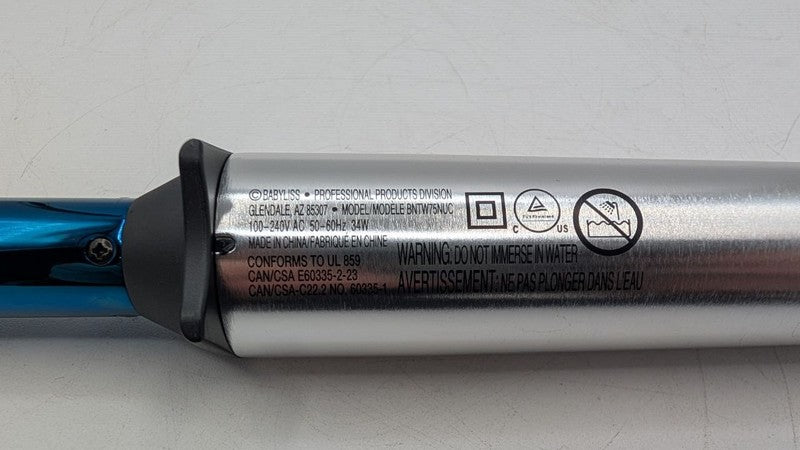 © BABYLISS • PROFESSIONAL PRODUCTS DIVISION
GLENDALE, AZ 85307 • MODEL/MODÈLE BNTW75NUC
100-240V AC 50-60Hz 34W
MADE IN CHINA/FABRIQUÉ EN CHINE
CONFORMS TO UL 859
CAN/CSA E60335-2-23
CAN/CSA-C22.2 NO. 60335-1
C US
WARNING: DO NOT IMMERSE IN WATER
AVERTISSEMENT: NE PAS PLONGER DANS L'EAU